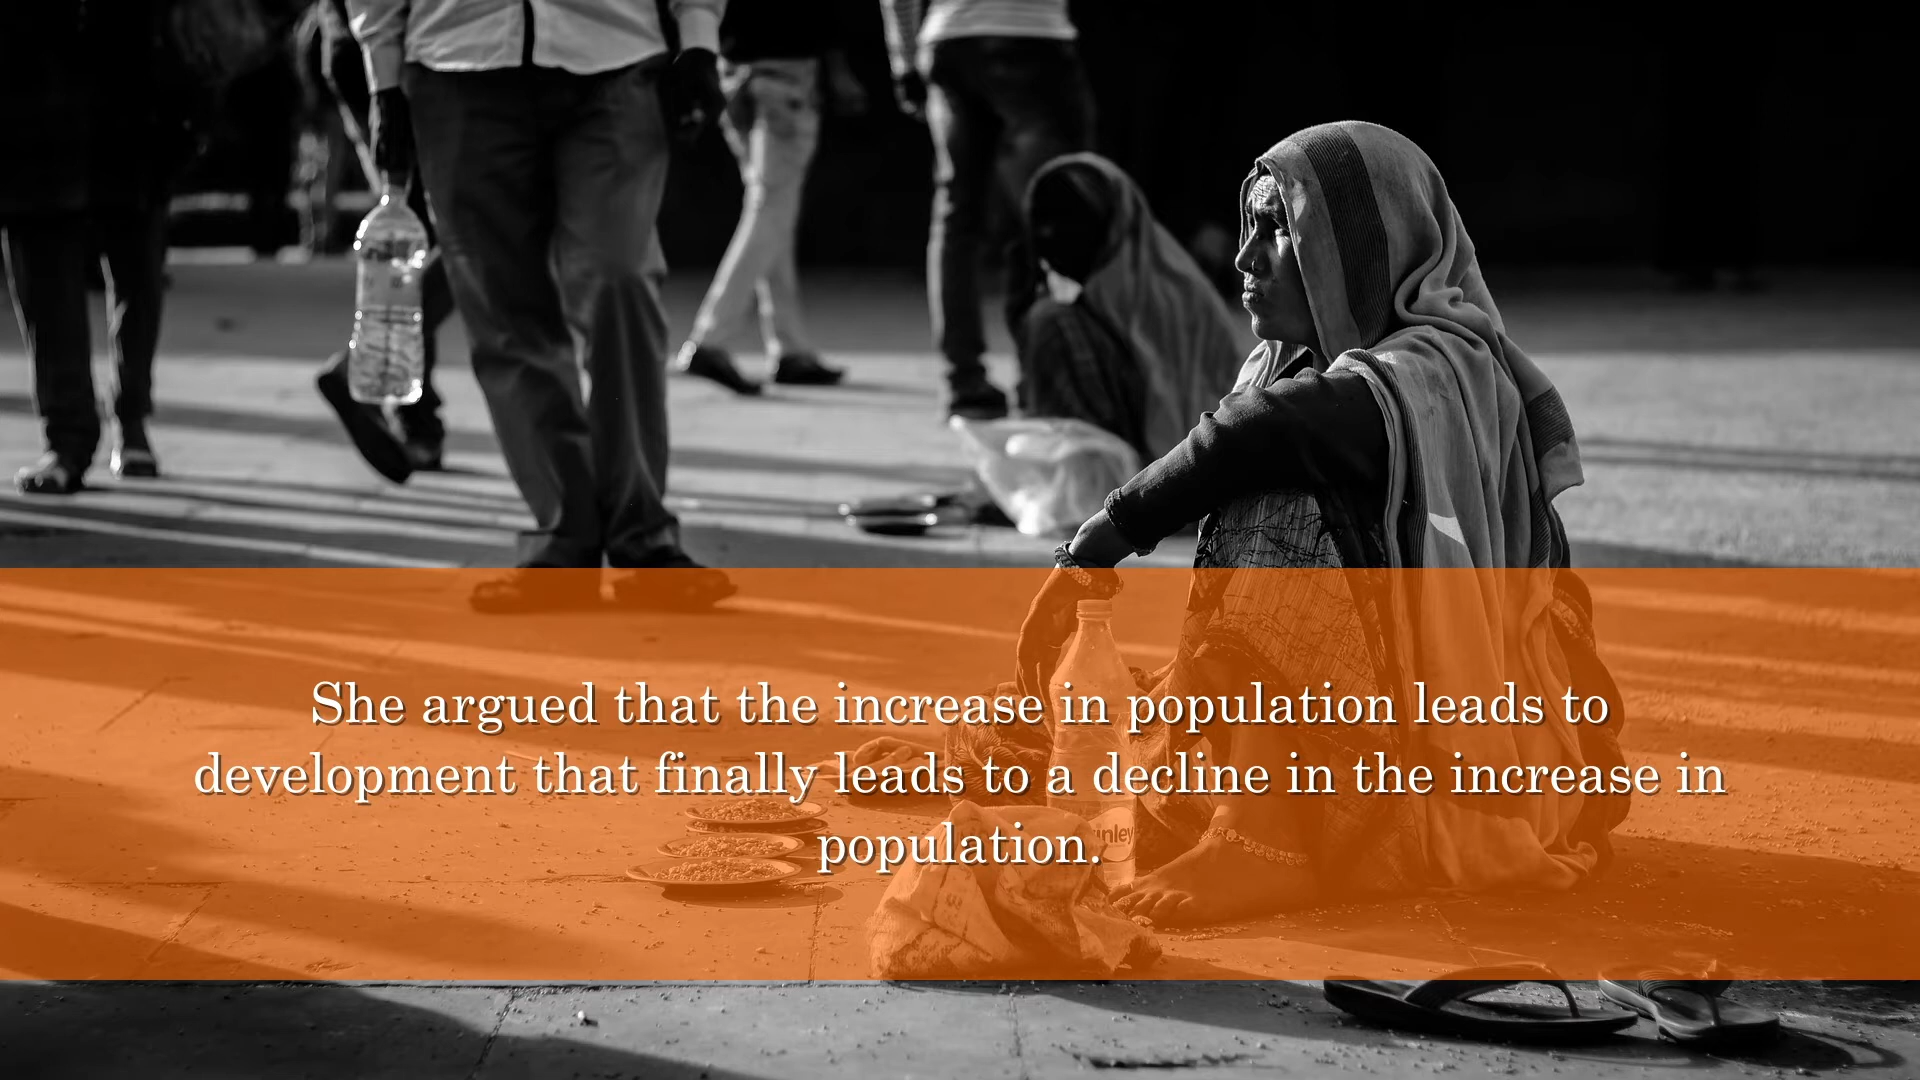 She argued that the increase in population leads to
development that finally leads to a decline in the increase in
population.
inley